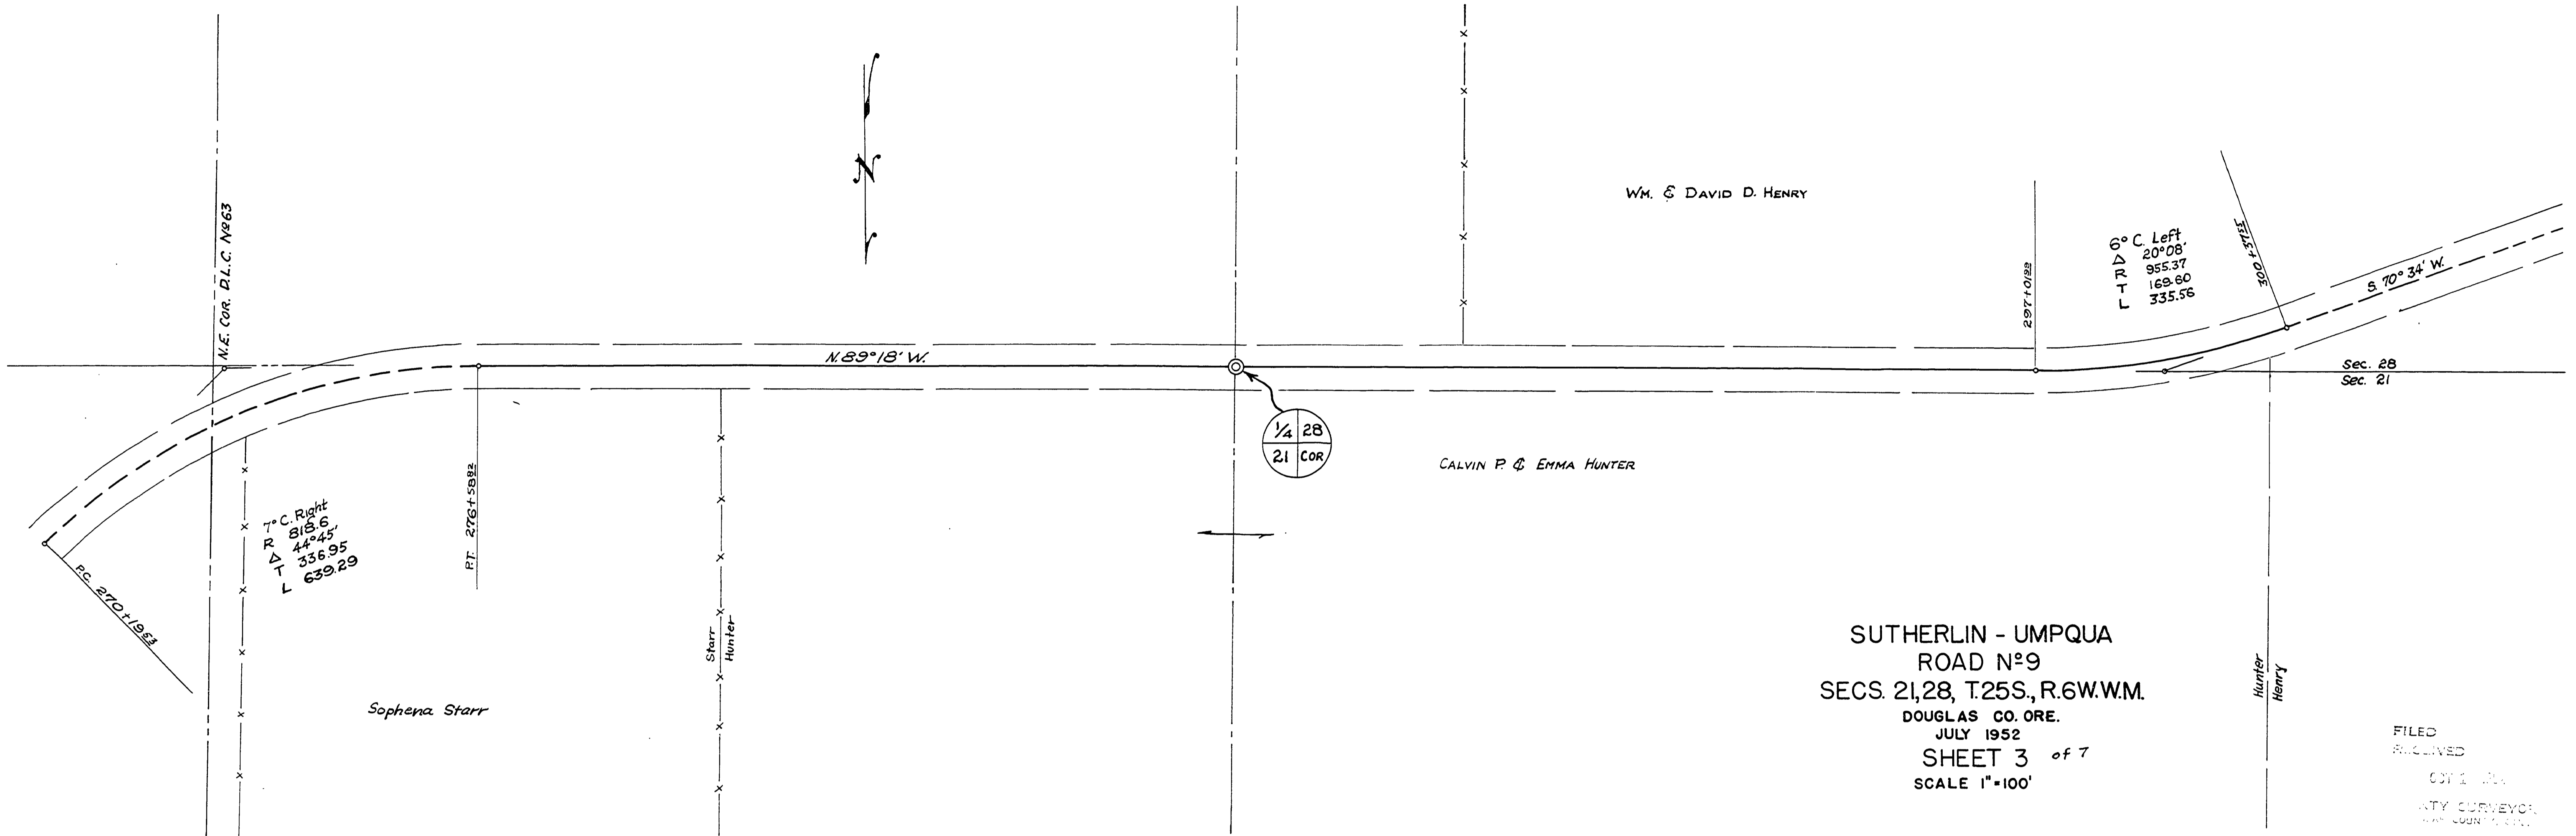 N.E. COR. D.L.C. Nº63
N
WM. & DAVID D. HENRY
6° C. Left
Δ 20°08'
R 955.37
T 169.60
L 335.56
297+01.99
300+37.55
S. 70° 34' W.
N. 89° 18' W.
Sec. 28
Sec. 21
1/4 28
21 COR
CALVIN P. & EMMA HUNTER
7° C. Right
R 818.6
Δ 44°45'
T 336.95
L 639.29
P.T. 276+58.82
P.C. 270+19.53
Starr
Hunter
Sophena Starr
Hunter
Henry
SUTHERLIN - UMPQUA
ROAD Nº9
SECS. 21,28, T.25S., R.6W.W.M.
DOUGLAS CO. ORE.
JULY 1952
SHEET 3 of 7
SCALE 1"=100'
FILED
SURVEYOR